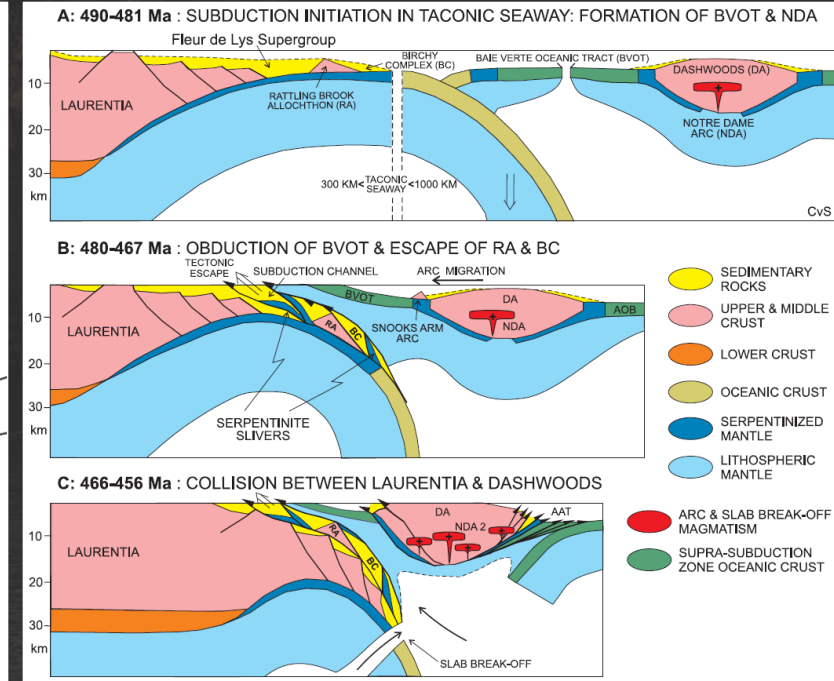 A: 490-481 Ma : SUBDUCTION INITIATION IN TACONIC SEAWAY: FORMATION OF BVOT & NDA
Fleur de Lys Supergroup
BIRCHY
COMPLEX (BC)
BAIE VERTE OCEANIC TRACT (BVOT)
DASHWOODS (DA)
LAURENTIA
RATTLING BROOK
ALLOCHTHON (RA)
NOTRE DAME
ARC (NDA)
10
20
30
km
300 KM< TACONIC SEAWAY <1000 KM
CvS
B: 480-467 Ma : OBDUCTION OF BVOT & ESCAPE OF RA & BC
TECTONIC
ESCAPE
SUBDUCTION CHANNEL
ARC MIGRATION
BVOT
DA
NDA
AOB
LAURENTIA
RA
BC
SNOOKS ARM
ARC
10
20
30
km
SERPENTINITE
SLIVERS
C: 466-456 Ma : COLLISION BETWEEN LAURENTIA & DASHWOODS
DA
NDA 2
AAT
RA
BC
LAURENTIA
10
20
30
km
SLAB BREAK-OFF
SEDIMENTARY
ROCKS
UPPER & MIDDLE
CRUST
LOWER CRUST
OCEANIC CRUST
SERPENTINIZED
MANTLE
LITHOSPHERIC
MANTLE
ARC & SLAB BREAK-OFF
MAGMATISM
SUPRA-SUBDUCTION
ZONE OCEANIC CRUST